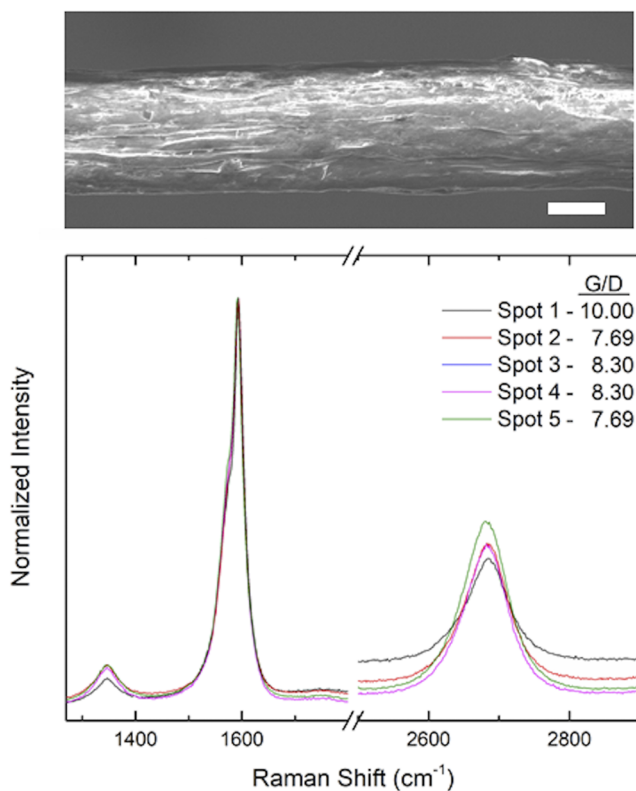 G/D
Spot 1 - 10.00
Spot 2 - 7.69
Spot 3 - 8.30
Spot 4 - 8.30
Spot 5 - 7.69
Normalized Intensity
1400 1600 2600 2800
Raman Shift (cm⁻¹)